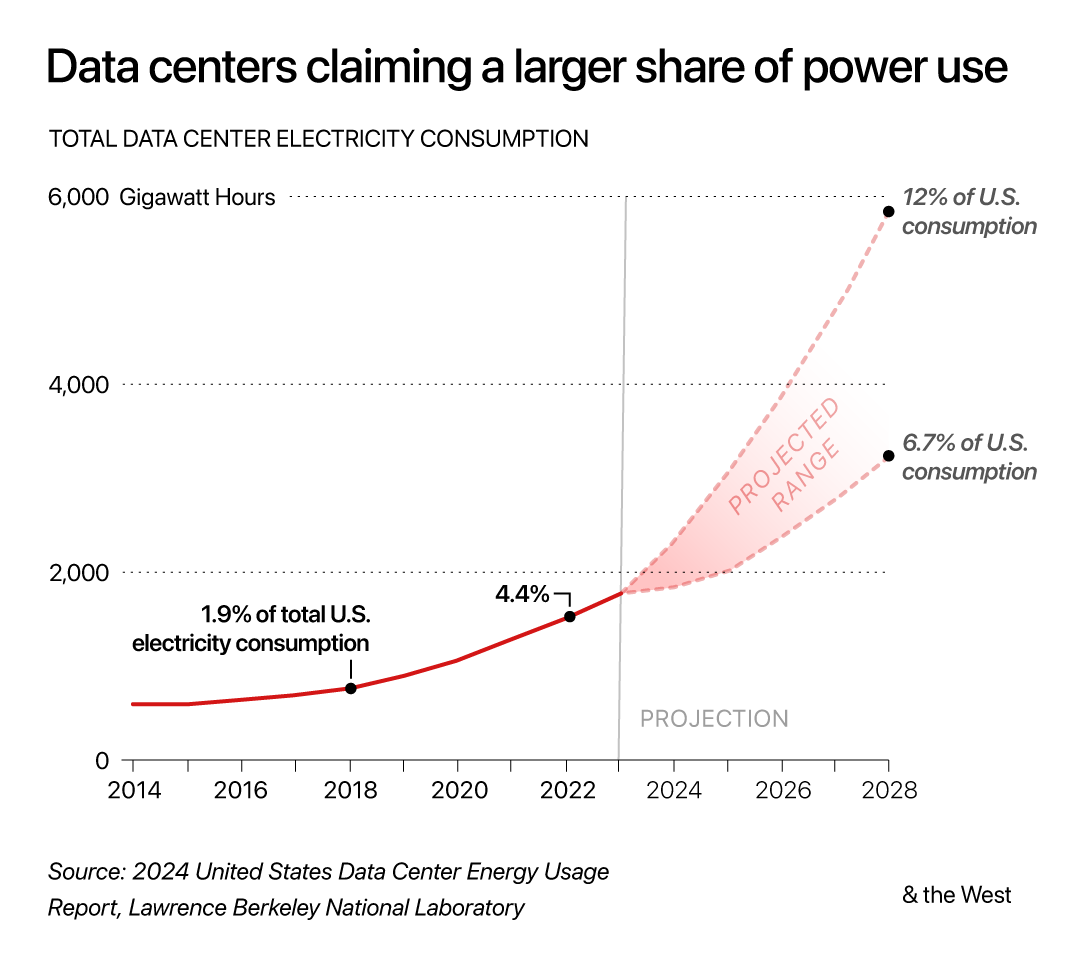 Data centers claiming a larger share of power use
TOTAL DATA CENTER ELECTRICITY CONSUMPTION
6,000 Gigawatt Hours
12% of U.S.
consumption
4,000
PROJECTED
RANGE
6.7% of U.S.
consumption
2,000
4.4%
1.9% of total U.S.
electricity consumption
PROJECTION
0
2014 2016 2018 2020 2022 2024 2026 2028
Source: 2024 United States Data Center Energy Usage
Report, Lawrence Berkeley National Laboratory
& the West